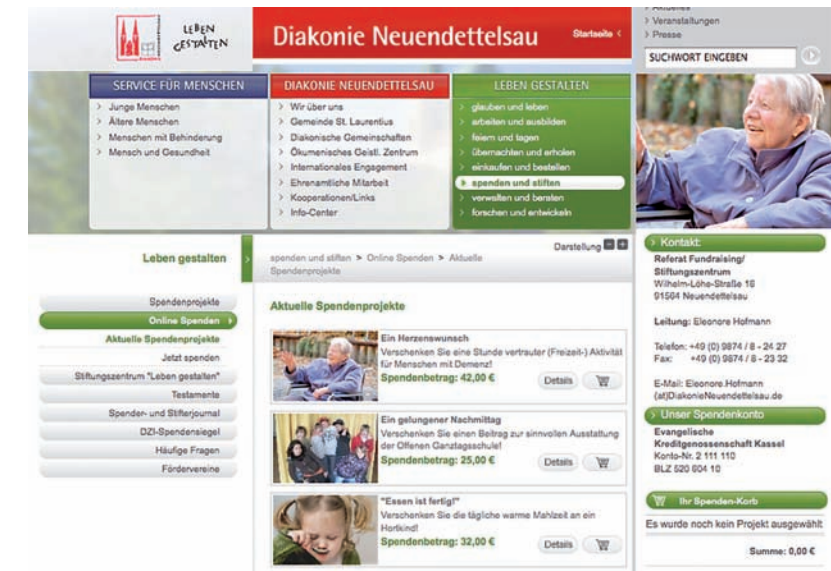 LEBEN
GESTALTEN
Diakonie Neuendettelsau
Startseite <
> Aktuelles
> Veranstaltungen
> Presse
SUCHWORT EINGEBEN
SERVICE FÜR MENSCHEN
> Junge Menschen
> Ältere Menschen
> Menschen mit Behinderung
> Mensch und Gesundheit
DIAKONIE NEUENDETTELSAU
> Wir über uns
> Gemeinde St. Laurentius
> Diakonische Gemeinschaften
> Ökumenisches Geistl. Zentrum
> Internationales Engagement
> Ehrenamtliche Mitarbeit
> Kooperationen/Links
> Info-Center
LEBEN GESTALTEN
> glauben und leben
> arbeiten und ausbilden
> feiern und tagen
> übernachten und erholen
> einkaufen und bestellen
> spenden und stiften
> verwalten und beraten
> forschen und entwickeln
Leben gestalten
Spendenprojekte
Online Spenden
Aktuelle Spendenprojekte
Jetzt spenden
Stiftungszentrum "Leben gestalten"
Testamente
Spender- und Stifterjournal
DZI-Spendensiegel
Häufige Fragen
Fördervereine
Darstellung
spenden und stiften > Online Spenden > Aktuelle
Spendenprojekte
Aktuelle Spendenprojekte
Ein Herzenswunsch
Verschenken Sie eine Stunde vertrauter (Freizeit-) Aktivität
für Menschen mit Demenz!
Spendenbetrag: 42,00 €
Details
Ein gelungener Nachmittag
Verschenken Sie einen Beitrag zur sinnvollen Ausstattung
der Offenen Ganztagsschule!
Spendenbetrag: 25,00 €
Details
"Essen ist fertig!"
Verschenken Sie die tägliche warme Mahlzeit an ein
Hortkind!
Spendenbetrag: 32,00 €
Details
> Kontakt:
Referat Fundraising/
Stiftungszentrum
Wilhelm-Löhe-Straße 16
91564 Neuendettelsau
Leitung: Eleonore Hofmann
Telefon: +49 (0) 9874 / 8 - 24 27
Fax: +49 (0) 9874 / 8 - 23 32
E-Mail: Eleonore.Hofmann
(at)DiakonieNeuendettelsau.de
> Unser Spendenkonto
Evangelische
Kreditgenossenschaft Kassel
Konto-Nr. 2 111 110
BLZ 520 604 10
Ihr Spenden-Korb
Es wurde noch kein Projekt ausgewählt
Summe: 0,00 €